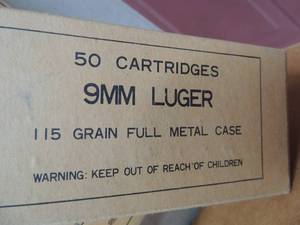 50 CARTRIDGES
9MM LUGER
115 GRAIN FULL METAL CASE
WARNING: KEEP OUT OF REACH OF CHILDREN